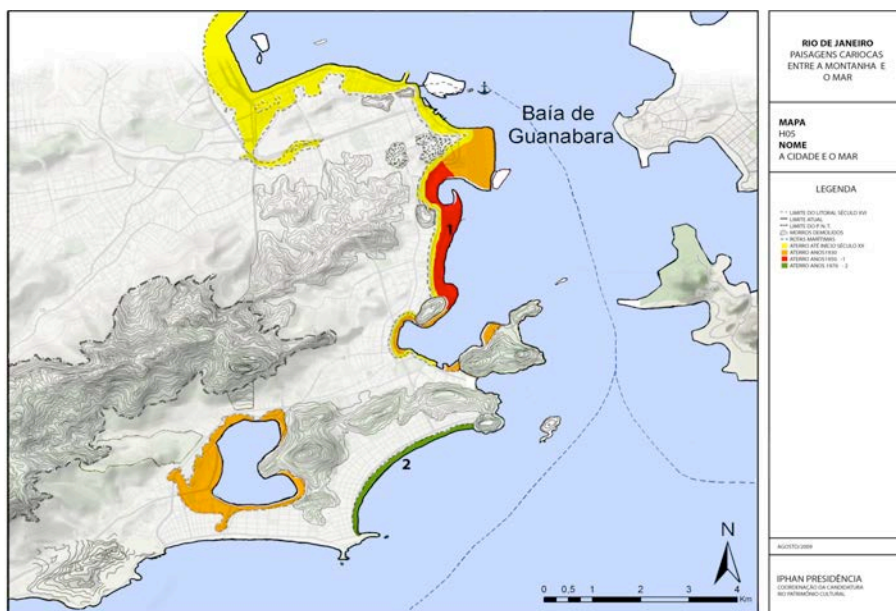 Baía de
Guanabara
1
2
N
0 0,5 1 2 3 4
Km
RIO DE JANEIRO
PAISAGENS CARIOCAS
ENTRE A MONTANHA E
O MAR
MAPA
H05
NOME
A CIDADE E O MAR
LEGENDA
LIMITE DO LITORAL SÉCULO XVI
LIMITE ATUAL
LIMITE DO P. N. T.
MORROS DEMOLIDOS
ROTAS MARÍTIMAS
ATERRO ATÉ INÍCIO SÉCULO XX
ATERRO ANOS 1930
ATERRO ANOS 1950 - 1
ATERRO ANOS 1970 - 2
AGOSTO/2009
IPHAN PRESIDÊNCIA
COORDENAÇÃO DA CANDIDATURA
RIO PATRIMÔNIO CULTURAL